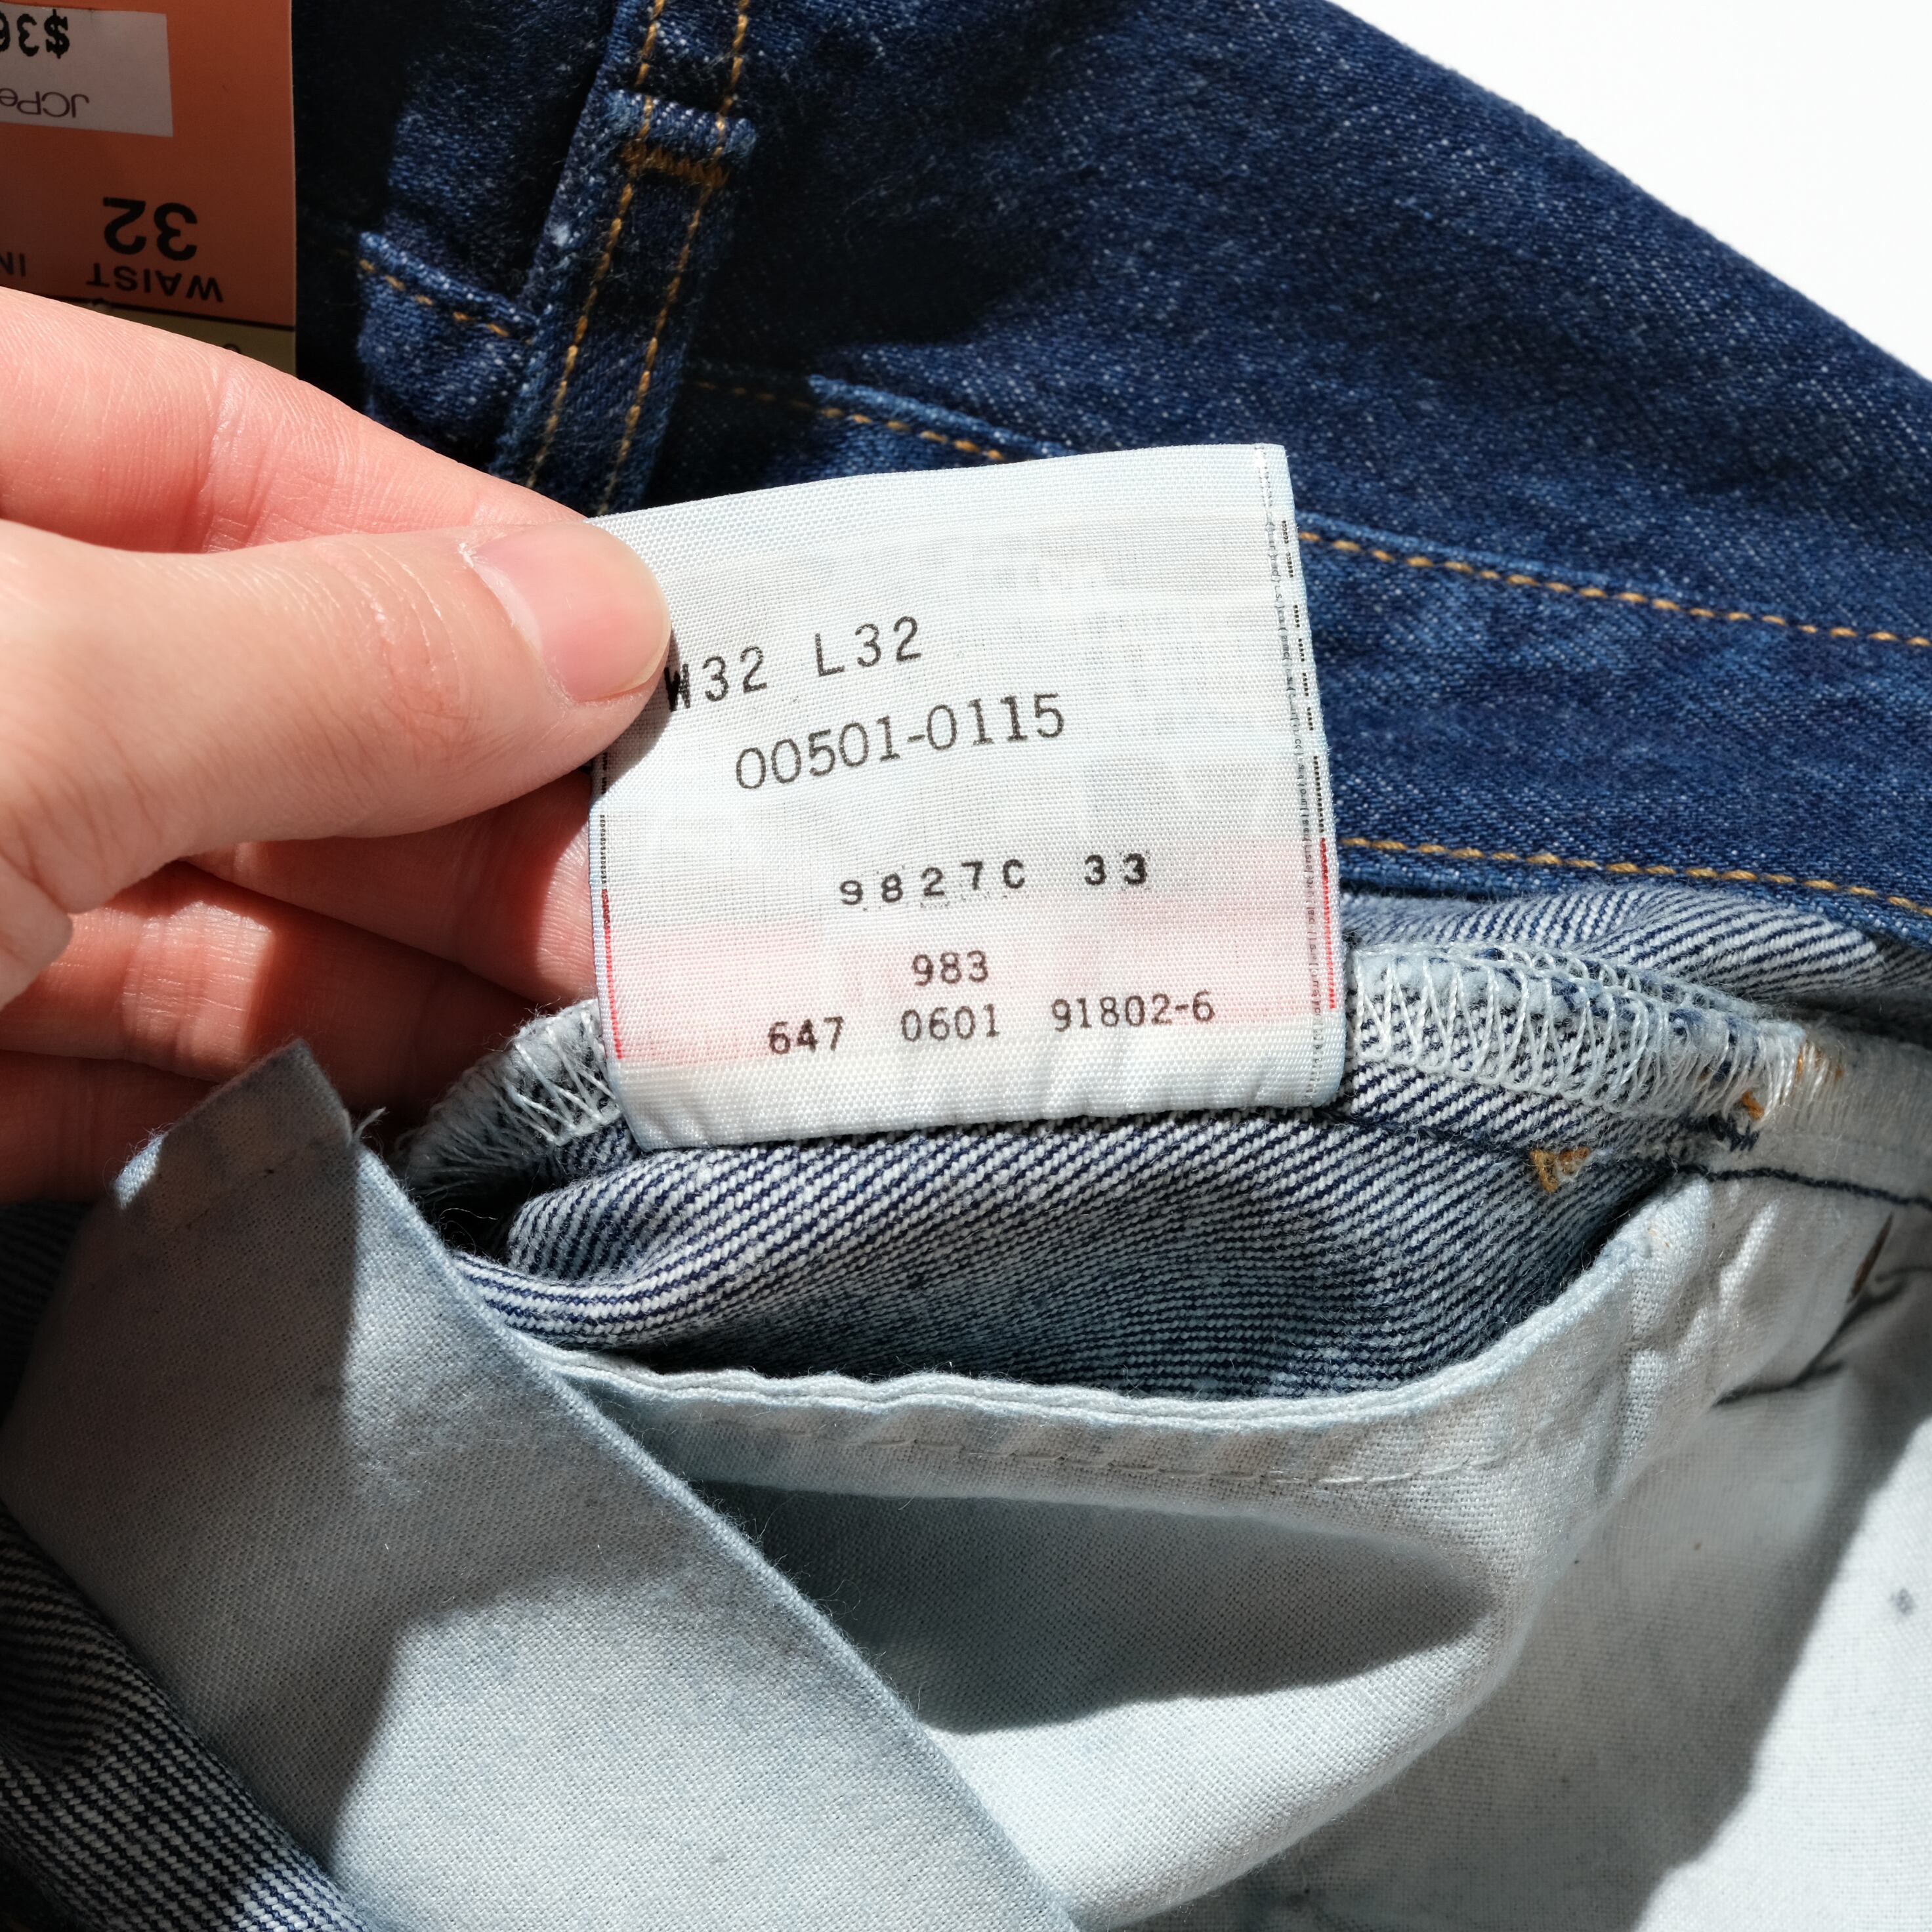 $36
JCPe
32
WAIST
IN
W32 L32
00501-0115
9827C 33
983
647 0601 91802-6